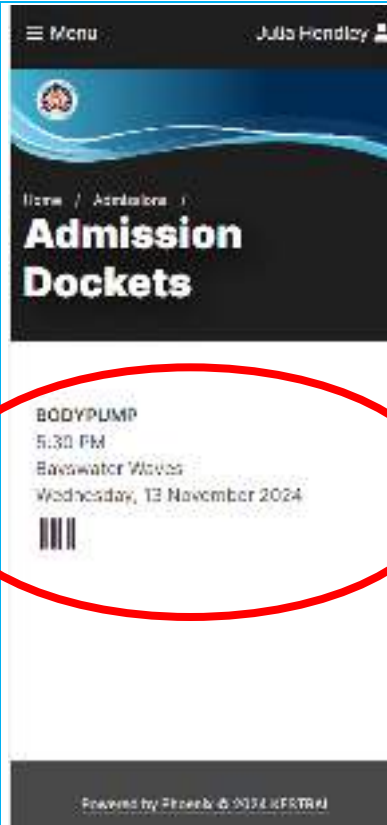 Menu
Julia Hendley
Home / Admissions /
Admission
Dockets
BODYPUMP
5:30 PM
Bayswater Waves
Wednesday, 13 November 2024
Powered by Phoenix © 2024 KESTRAL